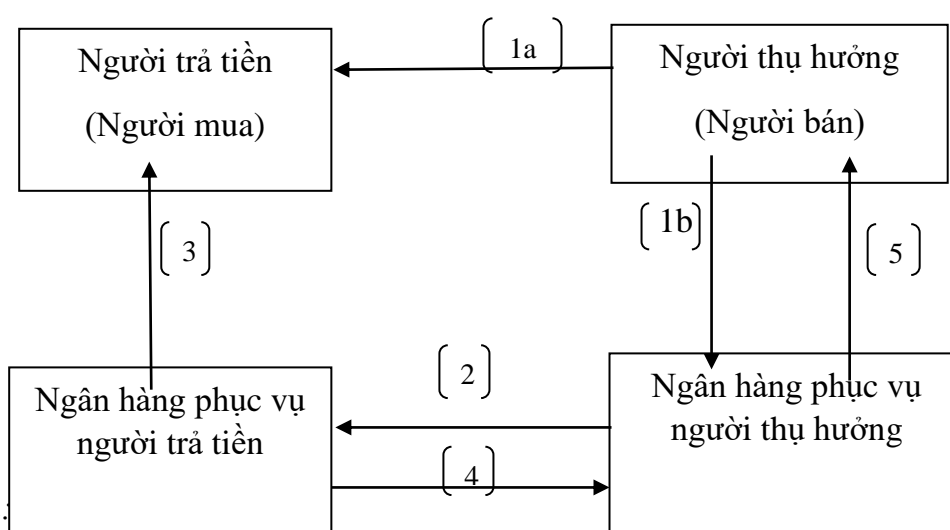 Người trả tiền
(Người mua)
1a
Người thụ hưởng
(Người bán)
3
1b
5
2
4
Ngân hàng phục vụ
người trả tiền
Ngân hàng phục vụ
người thụ hưởng
: